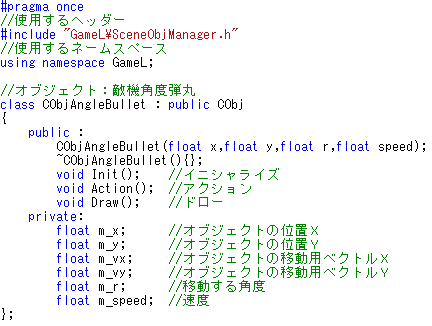 #pragma once
//使用するヘッダー
#include "GameL¥SceneObjManager.h"
//使用するネームスペース
using namespace GameL;

//オブジェクト：敵機角度弾丸
class CObjAngleBullet : public CObj
{
    public :
        CObjAngleBullet(float x,float y,float r,float speed);
        ~CObjAngleBullet(){};
        void Init();    //イニシャライズ
        void Action();  //アクション
        void Draw();    //ドロー
    private:
        float m_x;      //オブジェクトの位置Ｘ
        float m_y;      //オブジェクトの位置Ｙ
        float m_vx;     //オブジェクトの移動用ベクトルＸ
        float m_vy;     //オブジェクトの移動用ベクトルＹ
        float m_r;      //移動する角度
        float m_speed;  //速度
};